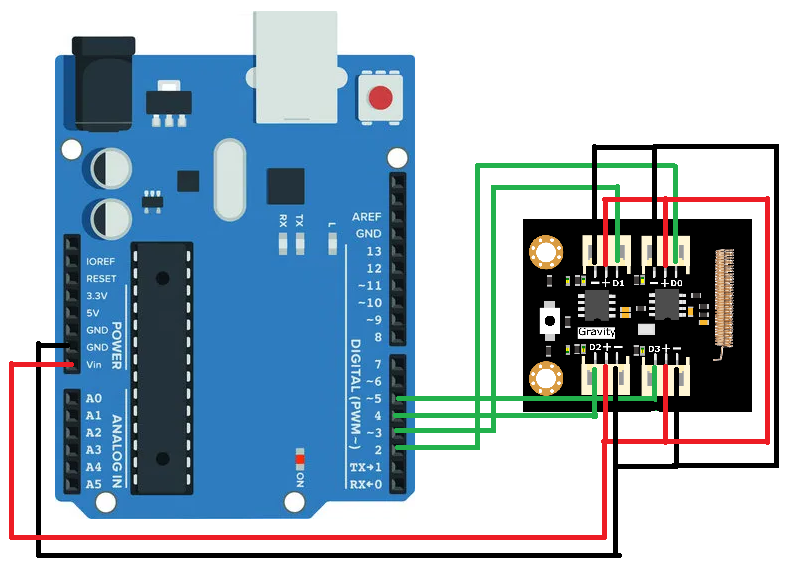 RX
TX
L
AREF
GND
13
12
~11
~10
~9
8
7
~6
~5
4
~3
2
TX→1
RX←0
DIGITAL (PWM~)
IOREF
RESET
3.3V
5V
GND
GND
Vin
POWER
A0
A1
A2
A3
A4
A5
ANALOG IN
ON
−+D1
−+D0
Gravity
D2+−
D3+−